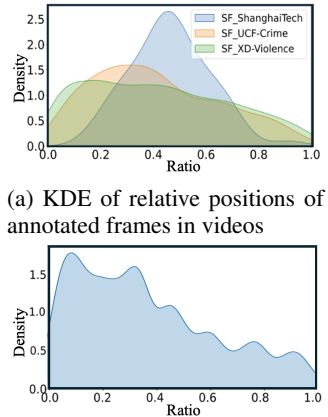 2.5
2.0
1.5
1.0
0.5
0.0
Density
SF_ShanghaiTech
SF_UCF-Crime
SF_XD-Violence
0.0 0.2 0.4 0.6 0.8 1.0
Ratio
(a) KDE of relative positions of
annotated frames in videos
1.5
1.0
0.5
0.0
Density
0.0 0.2 0.4 0.6 0.8 1.0
Ratio